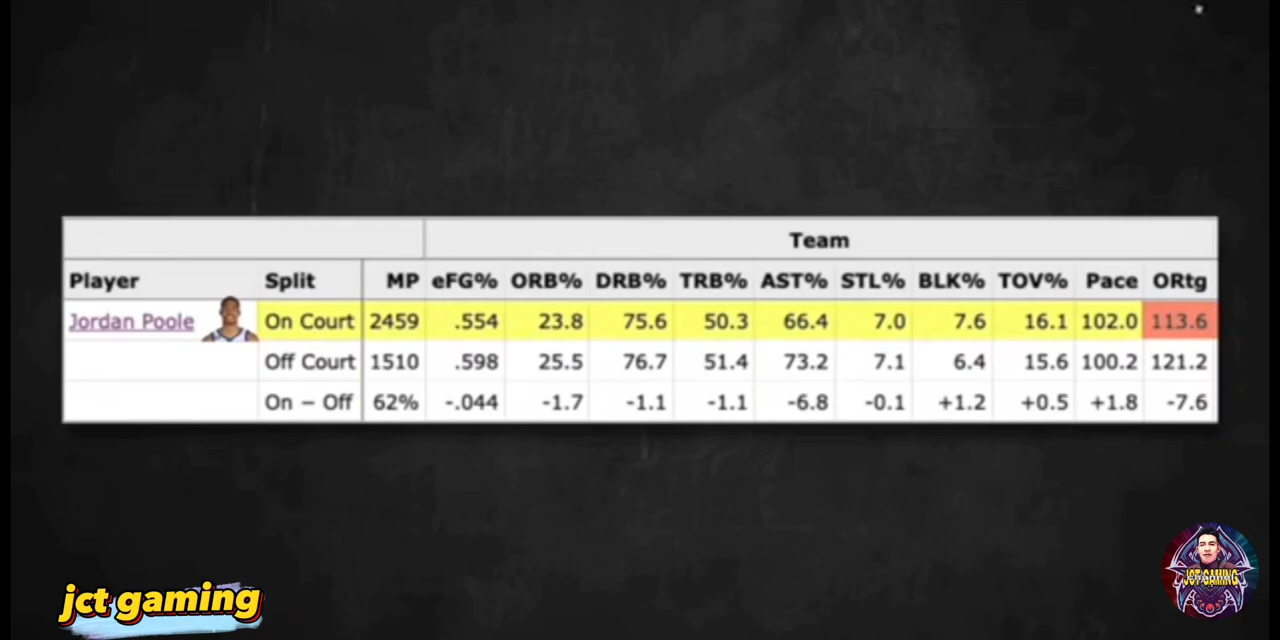 Team
Player Split MP eFG% ORB% DRB% TRB% AST% STL% BLK% TOV% Pace ORtg
Jordan Poole On Court 2459 .554 23.8 75.6 50.3 66.4 7.0 7.6 16.1 102.0 113.6
Off Court 1510 .598 25.5 76.7 51.4 73.2 7.1 6.4 15.6 100.2 121.2
On − Off 62% -.044 -1.7 -1.1 -1.1 -6.8 -0.1 +1.2 +0.5 +1.8 -7.6
jct gaming
JCT GAMING